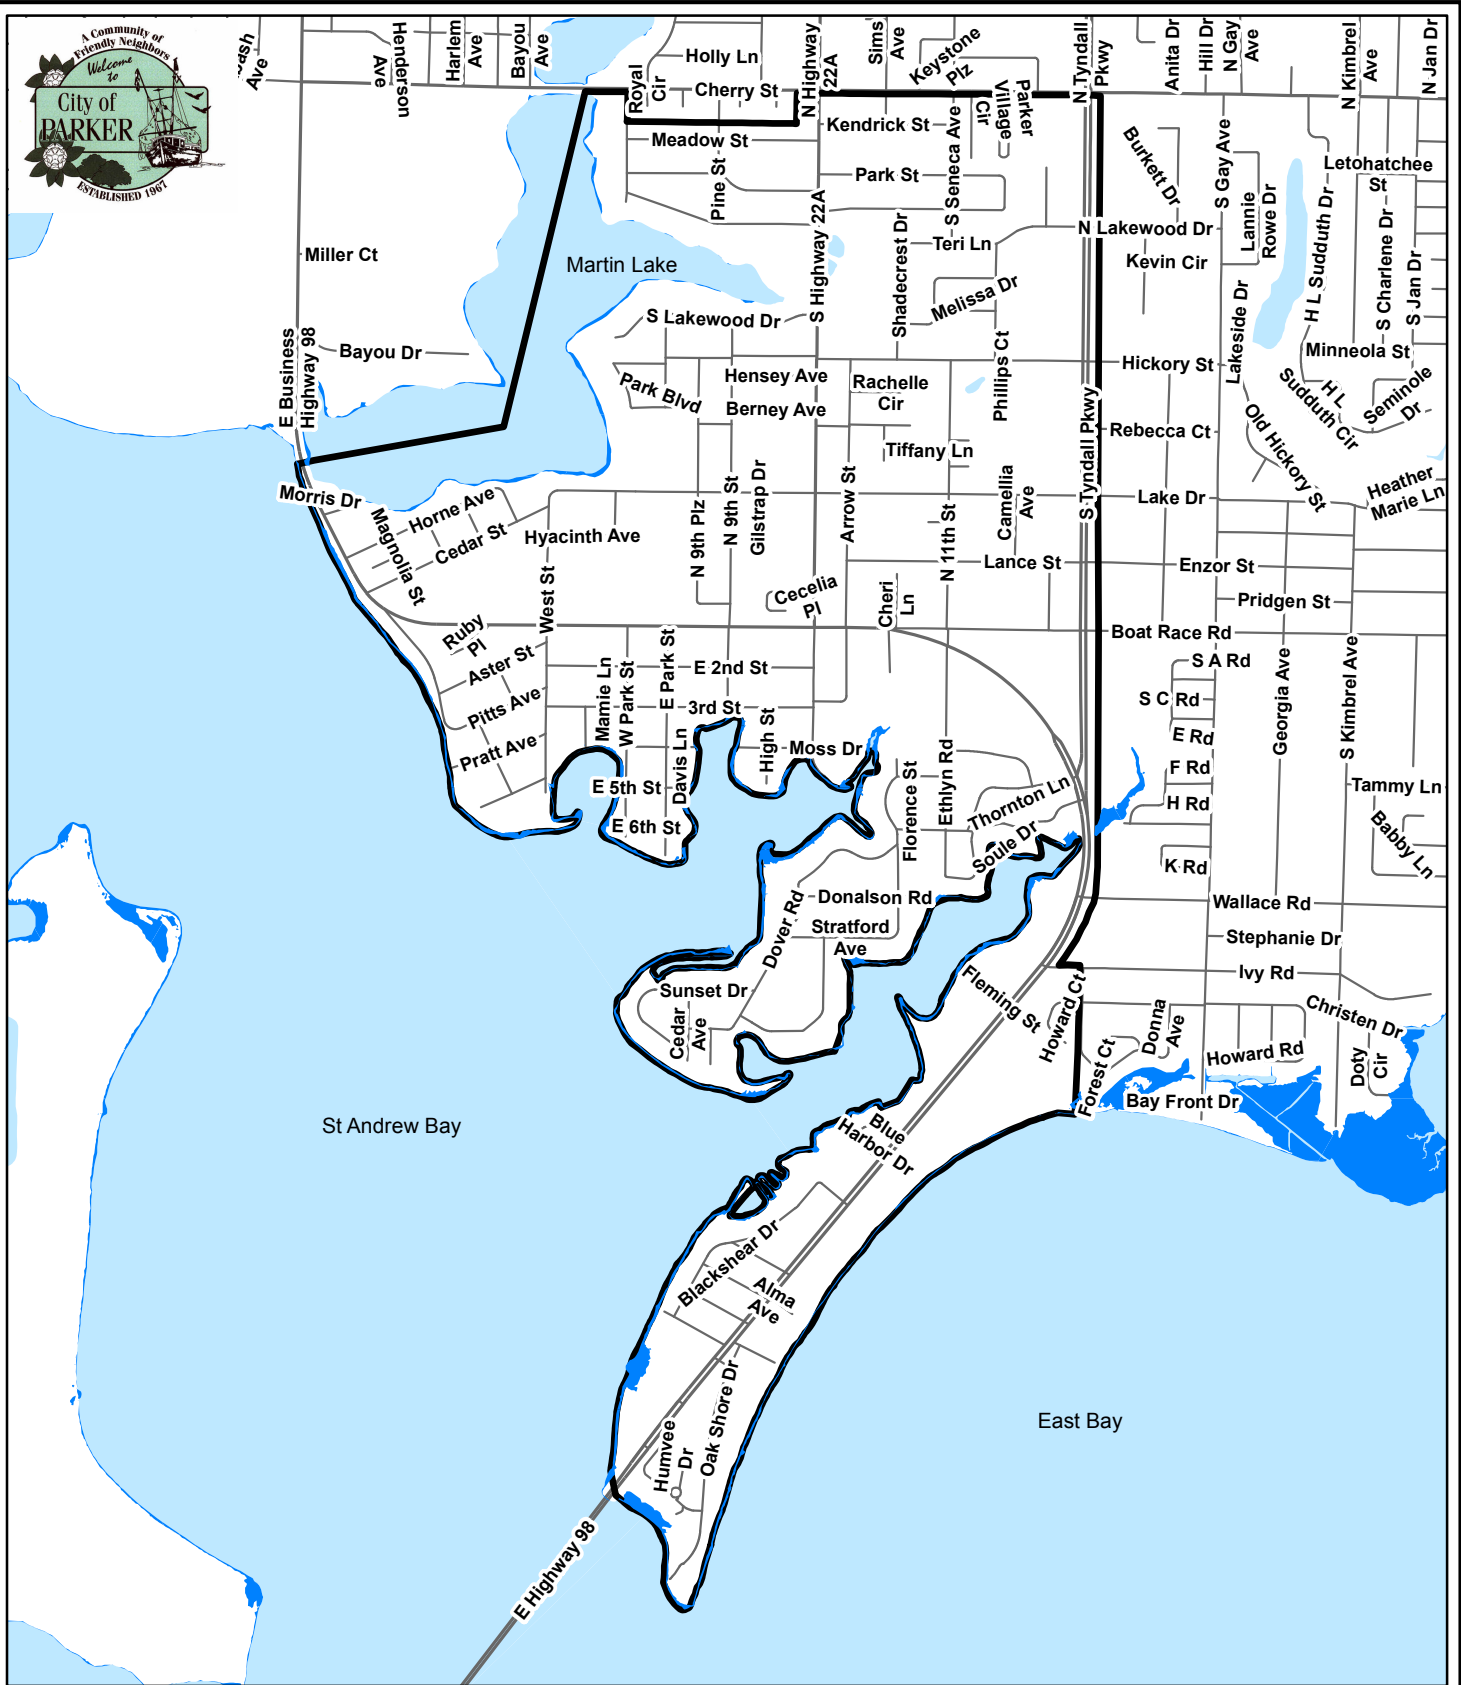 A Community of
Friendly Neighbors
Welcome
to
City of
PARKER
ESTABLISHED 1967
Ave
Henderson
Ave
Harlem
Ave
Bayou
Ave
Royal
Cir
Holly Ln
Cherry St
N Highway
22A
Sims
Ave
Keystone
Plz
Parker
Village
Cir
N Tyndall
Pkwy
Anita Dr
Hill Dr
N Gay
Ave
N Kimbrel
Ave
N Jan Dr
Meadow St
Kendrick St
Pine St
Park St
S Seneca Ave
Burkett Dr
S Gay Ave
Lannie
Rowe Dr
H L Sudduth Dr
Letohatchee
St
S Charlene Dr
S Jan Dr
Miller Ct
Martin Lake
S Highway 22A
Shadecrest Dr
Teri Ln
N Lakewood Dr
Kevin Cir
Melissa Dr
S Lakewood Dr
E Business
Highway 98
Bayou Dr
Phillips Ct
Hickory St
Lakeside Dr
Minneola St
Park Blvd
Hensey Ave
Berney Ave
Rachelle
Cir
Tiffany Ln
S Tyndall Pkwy
Rebecca Ct
Old Hickory St
H L
Sudduth Cir
Seminole
Dr
Heather
Marie Ln
Morris Dr
Magnolia St
Horne Ave
Cedar St
Hyacinth Ave
N 9th Plz
N 9th St
Gilstrap Dr
Arrow St
N 11th St
Camellia
Ave
Lake Dr
Lance St
Enzor St
Pridgen St
West St
Cecelia
Pl
Cheri
Ln
Boat Race Rd
Ruby
Pl
Aster St
Pitts Ave
Pratt Ave
Mamie Ln
W Park St
E Park St
E 2nd St
3rd St
Davis Ln
High St
Moss Dr
E 5th St
E 6th St
S A Rd
S C Rd
E Rd
F Rd
H Rd
K Rd
Georgia Ave
S Kimbrel Ave
Tammy Ln
Babby Ln
Florence St
Ethlyn Rd
Thornton Ln
Soule Dr
Donalson Rd
Dover Rd
Stratford
Ave
Wallace Rd
Stephanie Dr
Ivy Rd
Sunset Dr
Cedar
Ave
Fleming St
Howard Ct
Forest Ct
Donna
Ave
Howard Rd
Christen Dr
Doty
Cir
Bay Front Dr
St Andrew Bay
Blue
Harbor Dr
Blackshear Dr
Alma
Ave
Oak Shore Dr
Humvee
Dr
East Bay
E Highway 98